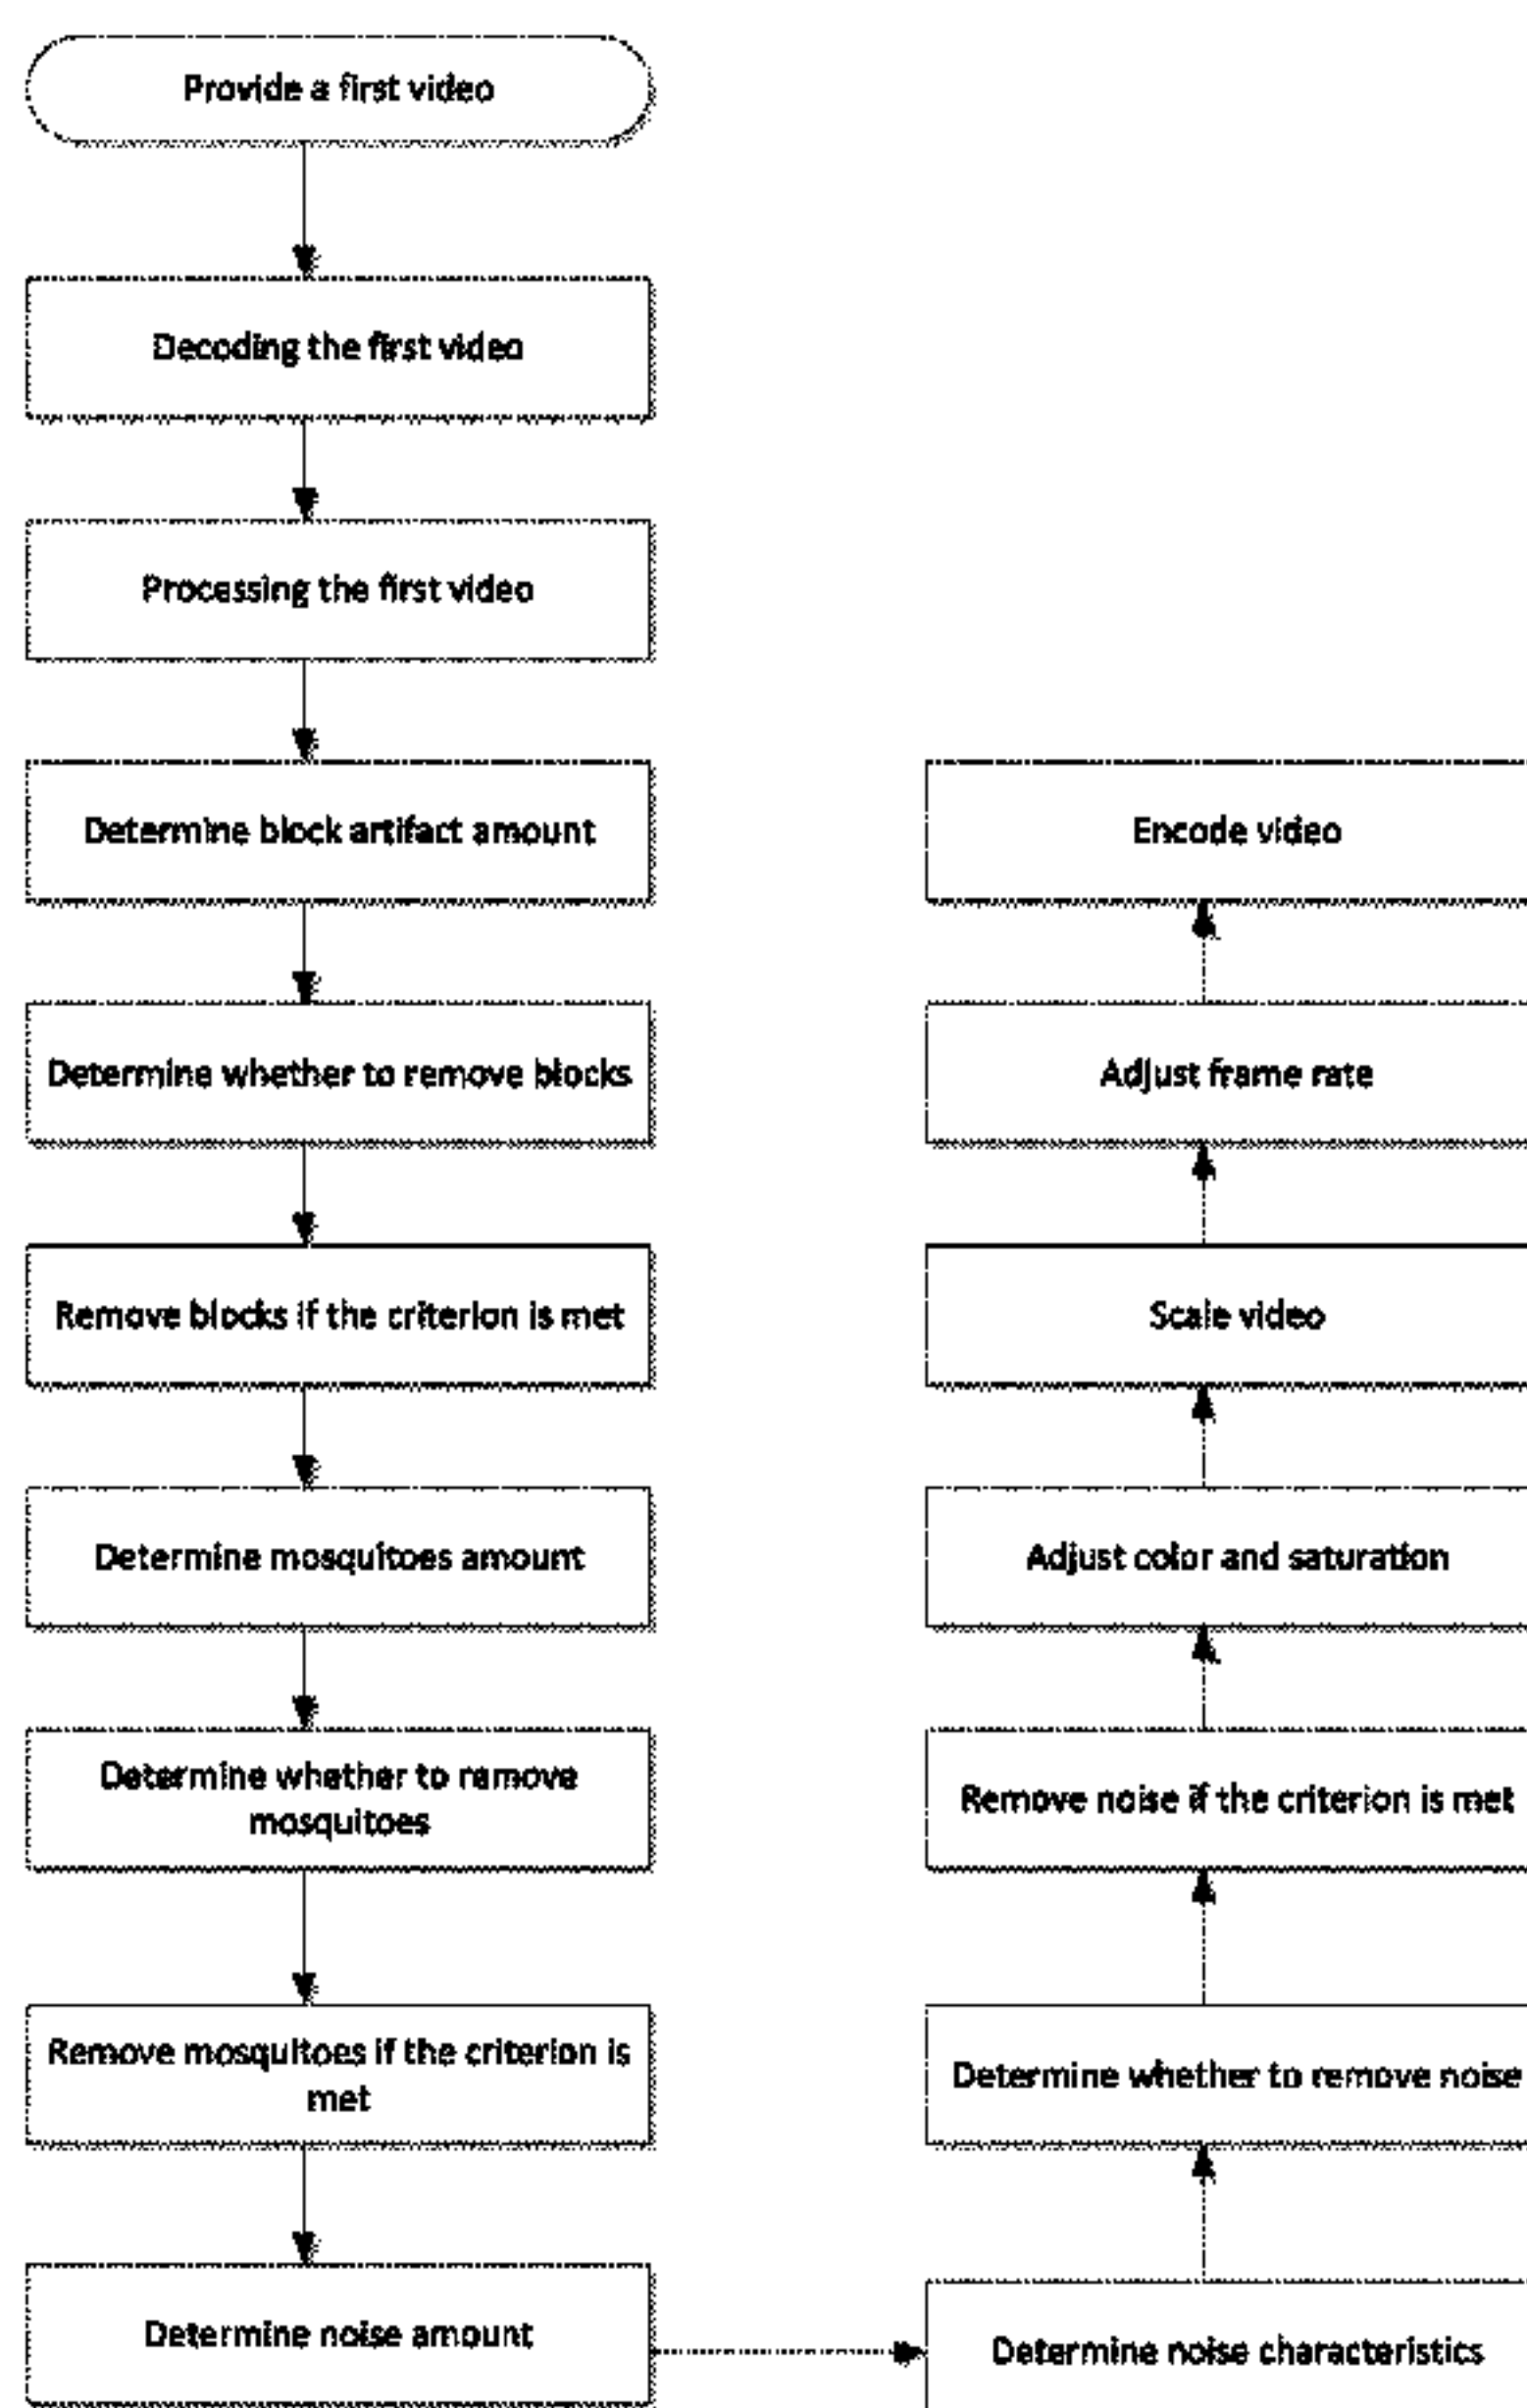 Provide a first video
Decoding the first video
Processing the first video
Determine block artifact amount
Determine whether to remove blocks
Remove blocks if the criterion is met
Determine mosquitoes amount
Determine whether to remove
mosquitoes
Remove mosquitoes if the criterion is
met
Determine noise amount
Determine noise characteristics
Determine whether to remove noise
Remove noise if the criterion is met
Adjust color and saturation
Scale video
Adjust frame rate
Encode video